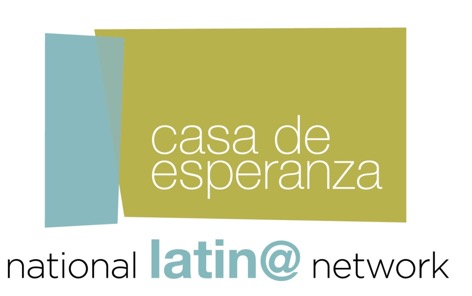 casa de
esperanza
national latin@ network